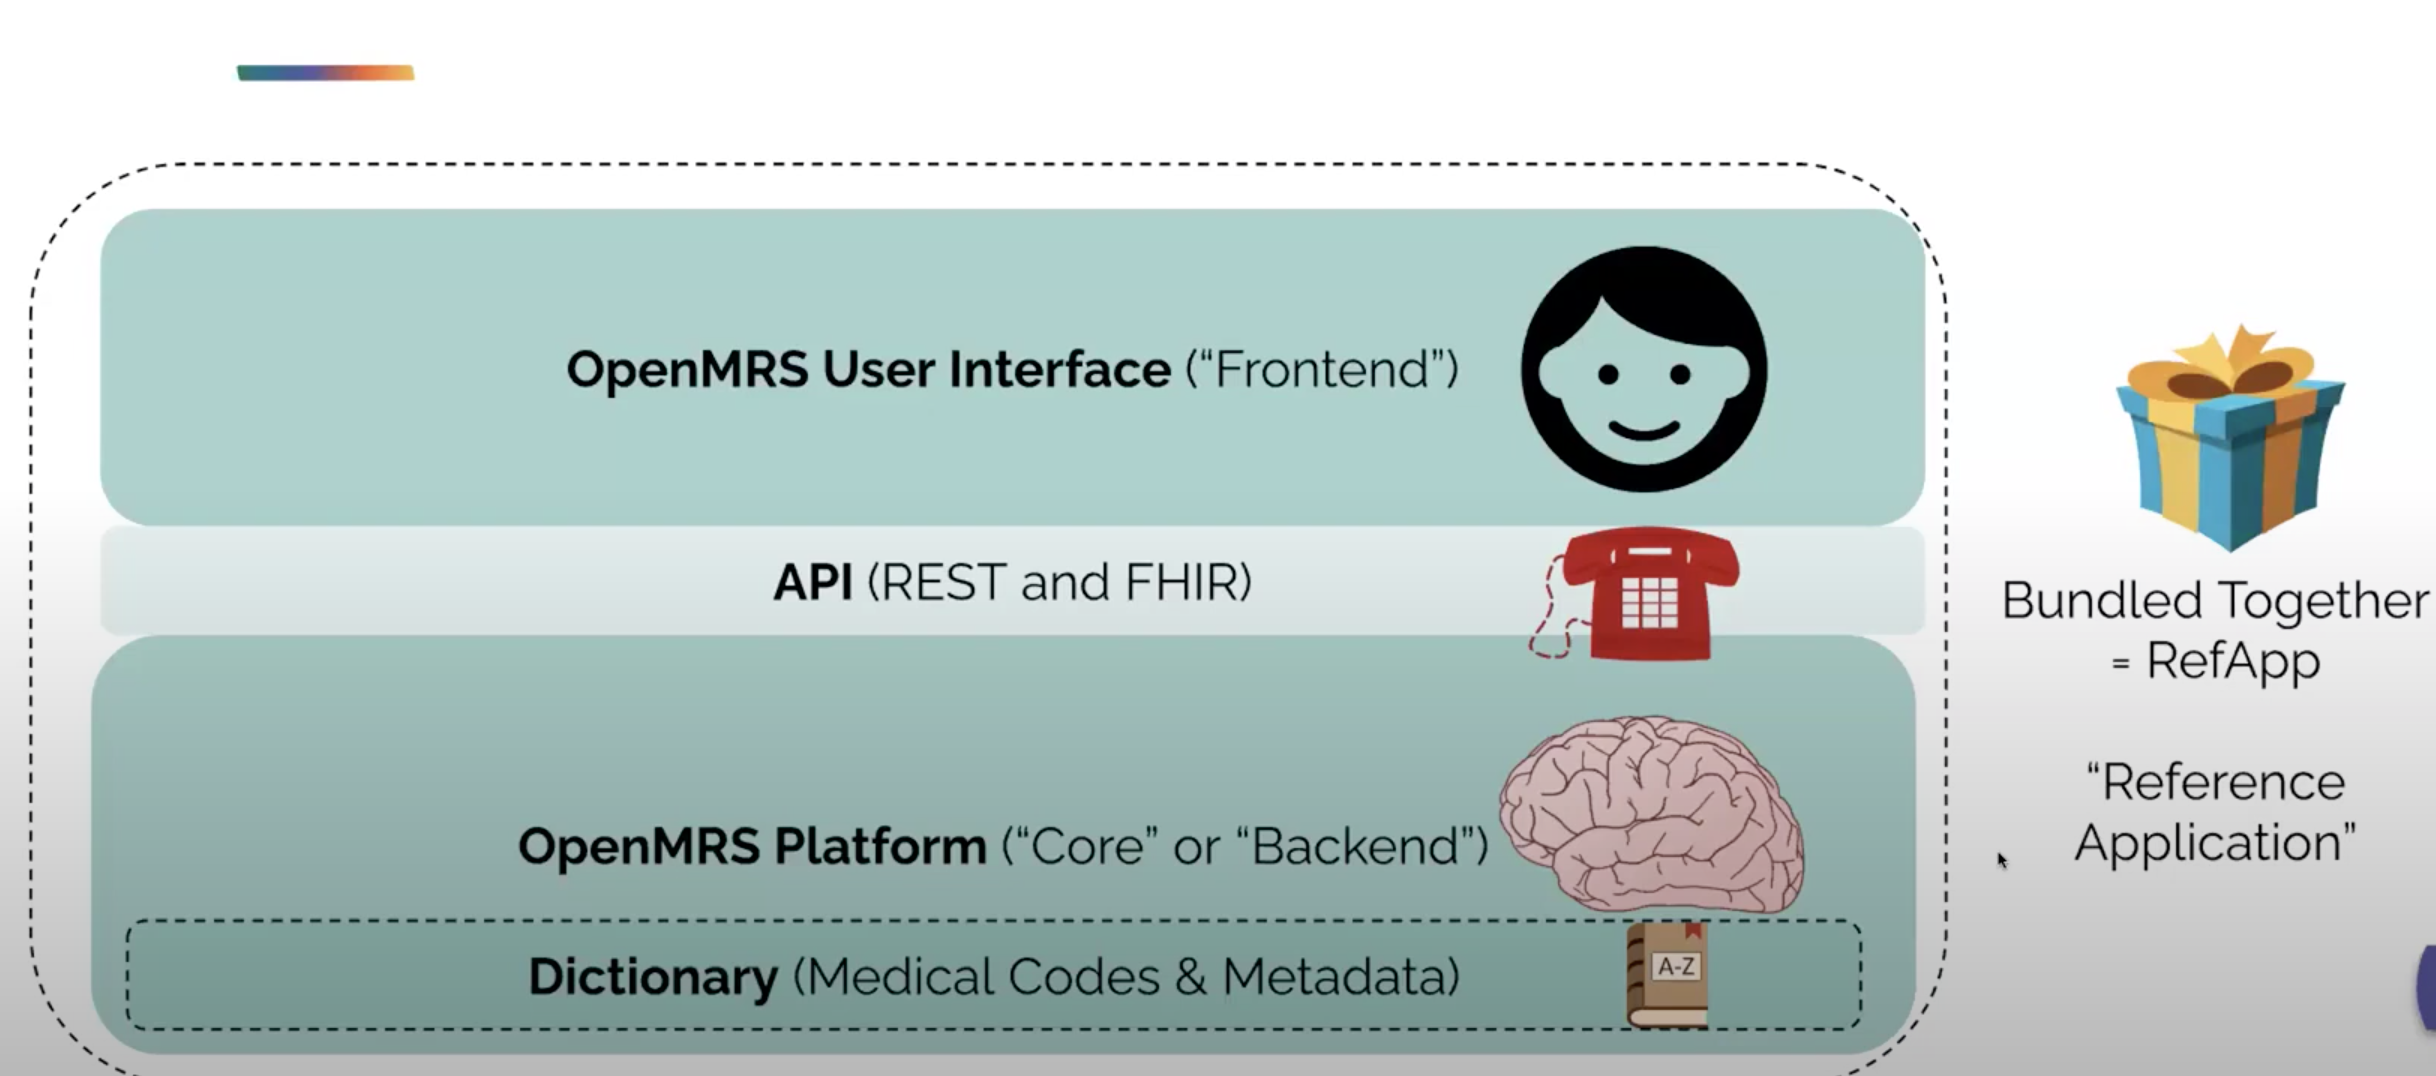 OpenMRS User Interface (“Frontend”)
API (REST and FHIR)
OpenMRS Platform (“Core” or “Backend”)
Dictionary (Medical Codes & Metadata)
A-Z
Bundled Together
= RefApp
“Reference
Application”